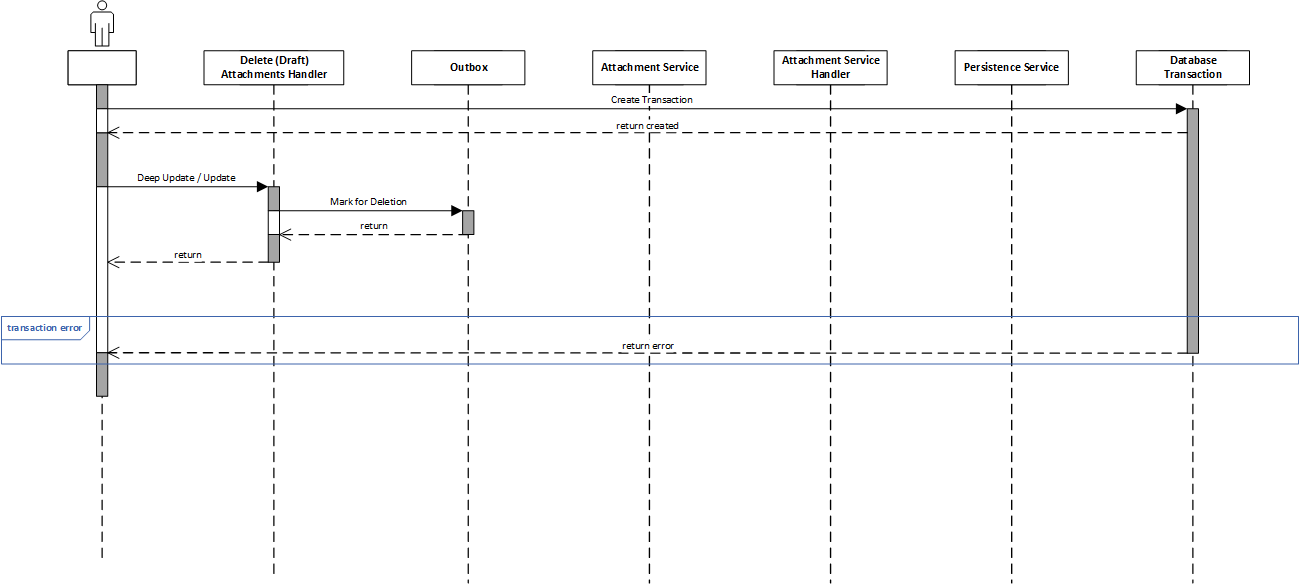 Delete (Draft)
Attachments Handler
Outbox
Attachment Service
Attachment Service
Handler
Persistence Service
Database
Transaction
Create Transaction
return created
Deep Update / Update
Mark for Deletion
return
return
transaction error
return error